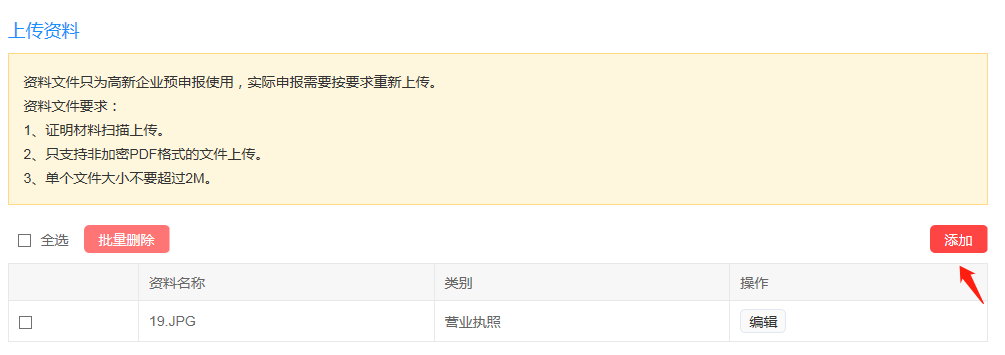 上传资料
资料文件只为高新企业预申报使用，实际申报需要按要求重新上传。
资料文件要求：
1、证明材料扫描上传。
2、只支持非加密PDF格式的文件上传。
3、单个文件大小不要超过2M。
全选 批量删除 添加
资料名称 类别 操作
19.JPG 营业执照 编辑